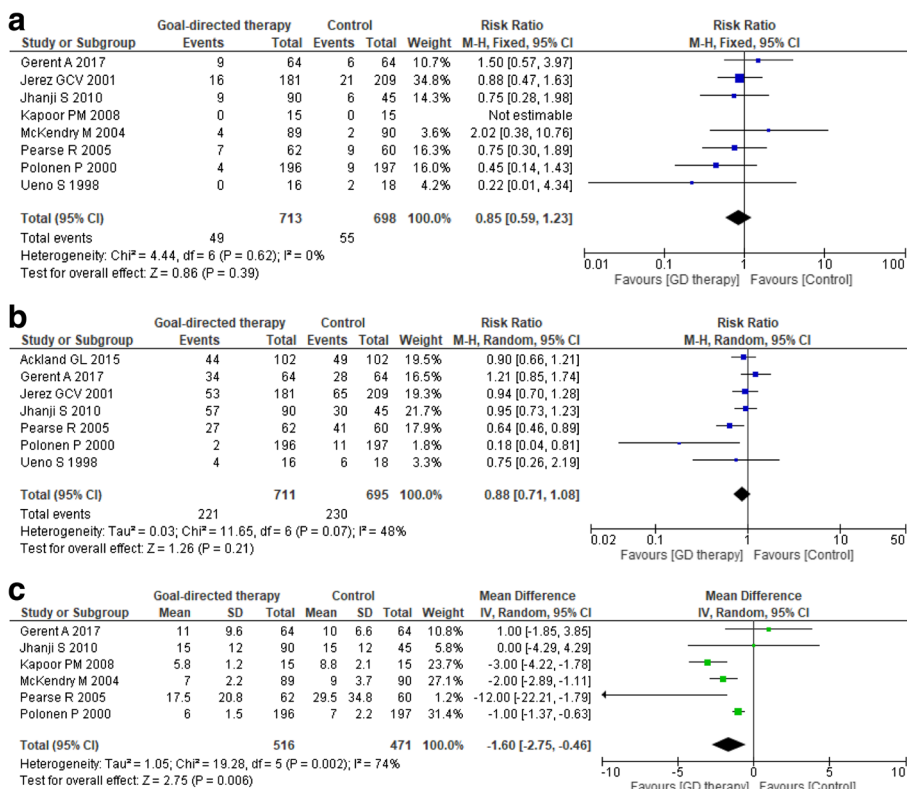 a
Goal-directed therapy Control Risk Ratio Risk Ratio
Study or Subgroup Events Total Events Total Weight M-H, Fixed, 95% CI M-H, Fixed, 95% CI
Gerent A 2017 9 64 6 64 10.7% 1.50 [0.57, 3.97]
Jerez GCV 2001 16 181 21 209 34.8% 0.88 [0.47, 1.63]
Jhanji S 2010 9 90 6 45 14.3% 0.75 [0.28, 1.98]
Kapoor PM 2008 0 15 0 15 Not estimable
McKendry M 2004 4 89 2 90 3.6% 2.02 [0.38, 10.76]
Pearse R 2005 7 62 9 60 16.0% 0.75 [0.30, 1.89]
Polonen P 2000 4 196 9 197 16.0% 0.45 [0.14, 1.43]
Ueno S 1998 0 16 2 18 4.2% 0.22 [0.01, 4.34]
Total (95% CI) 713 698 100.0% 0.85 [0.59, 1.23]
Total events 49 55
Heterogeneity: Chi² = 4.44, df = 6 (P = 0.62); I² = 0%
Test for overall effect: Z = 0.86 (P = 0.39)
0.01 0.1 1 10 100
Favours [GD therapy] Favours [Control]
b
Goal-directed therapy Control Risk Ratio Risk Ratio
Study or Subgroup Events Total Events Total Weight M-H, Random, 95% CI M-H, Random, 95% CI
Ackland GL 2015 44 102 49 102 19.5% 0.90 [0.66, 1.21]
Gerent A 2017 34 64 28 64 16.5% 1.21 [0.85, 1.74]
Jerez GCV 2001 53 181 65 209 19.3% 0.94 [0.70, 1.28]
Jhanji S 2010 57 90 30 45 21.7% 0.95 [0.73, 1.23]
Pearse R 2005 27 62 41 60 17.9% 0.64 [0.46, 0.89]
Polonen P 2000 2 196 11 197 1.8% 0.18 [0.04, 0.81]
Ueno S 1998 4 16 6 18 3.3% 0.75 [0.26, 2.19]
Total (95% CI) 711 695 100.0% 0.88 [0.71, 1.08]
Total events 221 230
Heterogeneity: Tau² = 0.03; Chi² = 11.65, df = 6 (P = 0.07); I² = 48%
Test for overall effect: Z = 1.26 (P = 0.21)
0.02 0.1 1 10 50
Favours [GD therapy] Favours [Control]
c
Goal-directed therapy Control Mean Difference Mean Difference
Study or Subgroup Mean SD Total Mean SD Total Weight IV, Random, 95% CI IV, Random, 95% CI
Gerent A 2017 11 9.6 64 10 6.6 64 10.8% 1.00 [-1.85, 3.85]
Jhanji S 2010 15 12 90 15 12 45 5.8% 0.00 [-4.29, 4.29]
Kapoor PM 2008 5.8 1.2 15 8.8 2.1 15 23.7% -3.00 [-4.22, -1.78]
McKendry M 2004 7 2.2 89 9 3.7 90 27.1% -2.00 [-2.89, -1.11]
Pearse R 2005 17.5 20.8 62 29.5 34.8 60 1.2% -12.00 [-22.21, -1.79]
Polonen P 2000 6 1.5 196 7 2.2 197 31.4% -1.00 [-1.37, -0.63]
Total (95% CI) 516 471 100.0% -1.60 [-2.75, -0.46]
Heterogeneity: Tau² = 1.05; Chi² = 19.28, df = 5 (P = 0.002); I² = 74%
Test for overall effect: Z = 2.75 (P = 0.006)
-10 -5 0 5 10
Favours [GD therapy] Favours [Control]